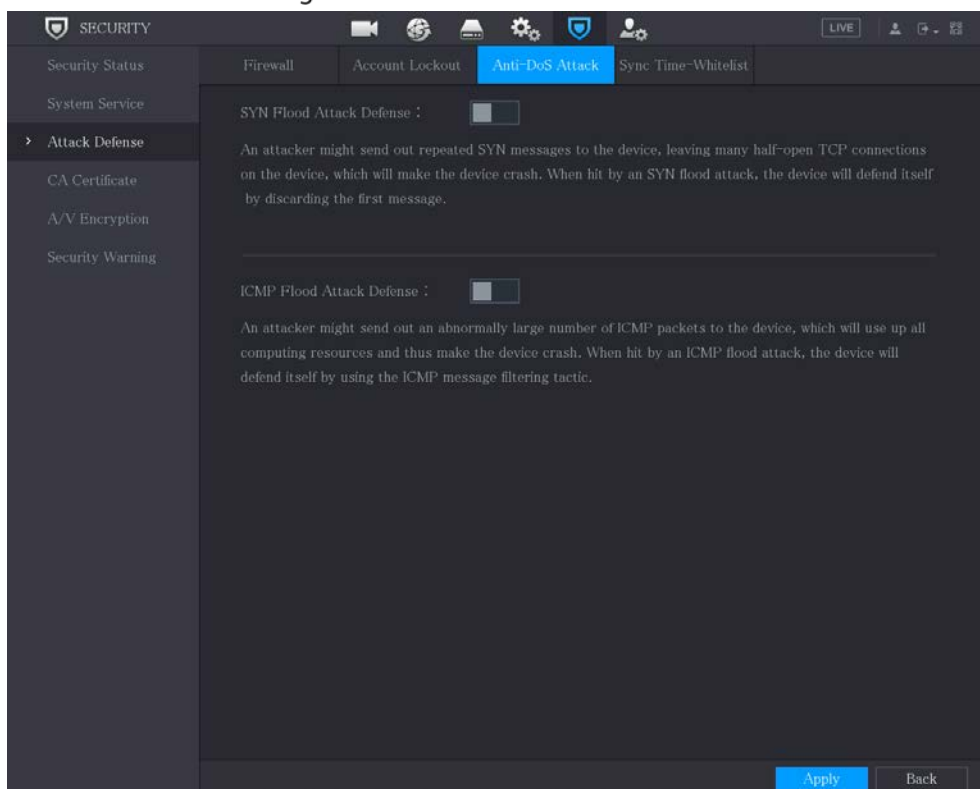 g
SECURITY
LIVE
Security Status
Firewall Account Lockout Anti-DoS Attack Sync Time-Whitelist
System Service
SYN Flood Attack Defense :
Attack Defense
An attacker might send out repeated SYN messages to the device, leaving many half-open TCP connections
CA Certificate
on the device, which will make the device crash. When hit by an SYN flood attack, the device will defend itself
by discarding the first message.
A/V Encryption
Security Warning
ICMP Flood Attack Defense :
An attacker might send out an abnormally large number of ICMP packets to the device, which will use up all
computing resources and thus make the device crash. When hit by an ICMP flood attack, the device will
defend itself by using the ICMP message filtering tactic.
Apply Back